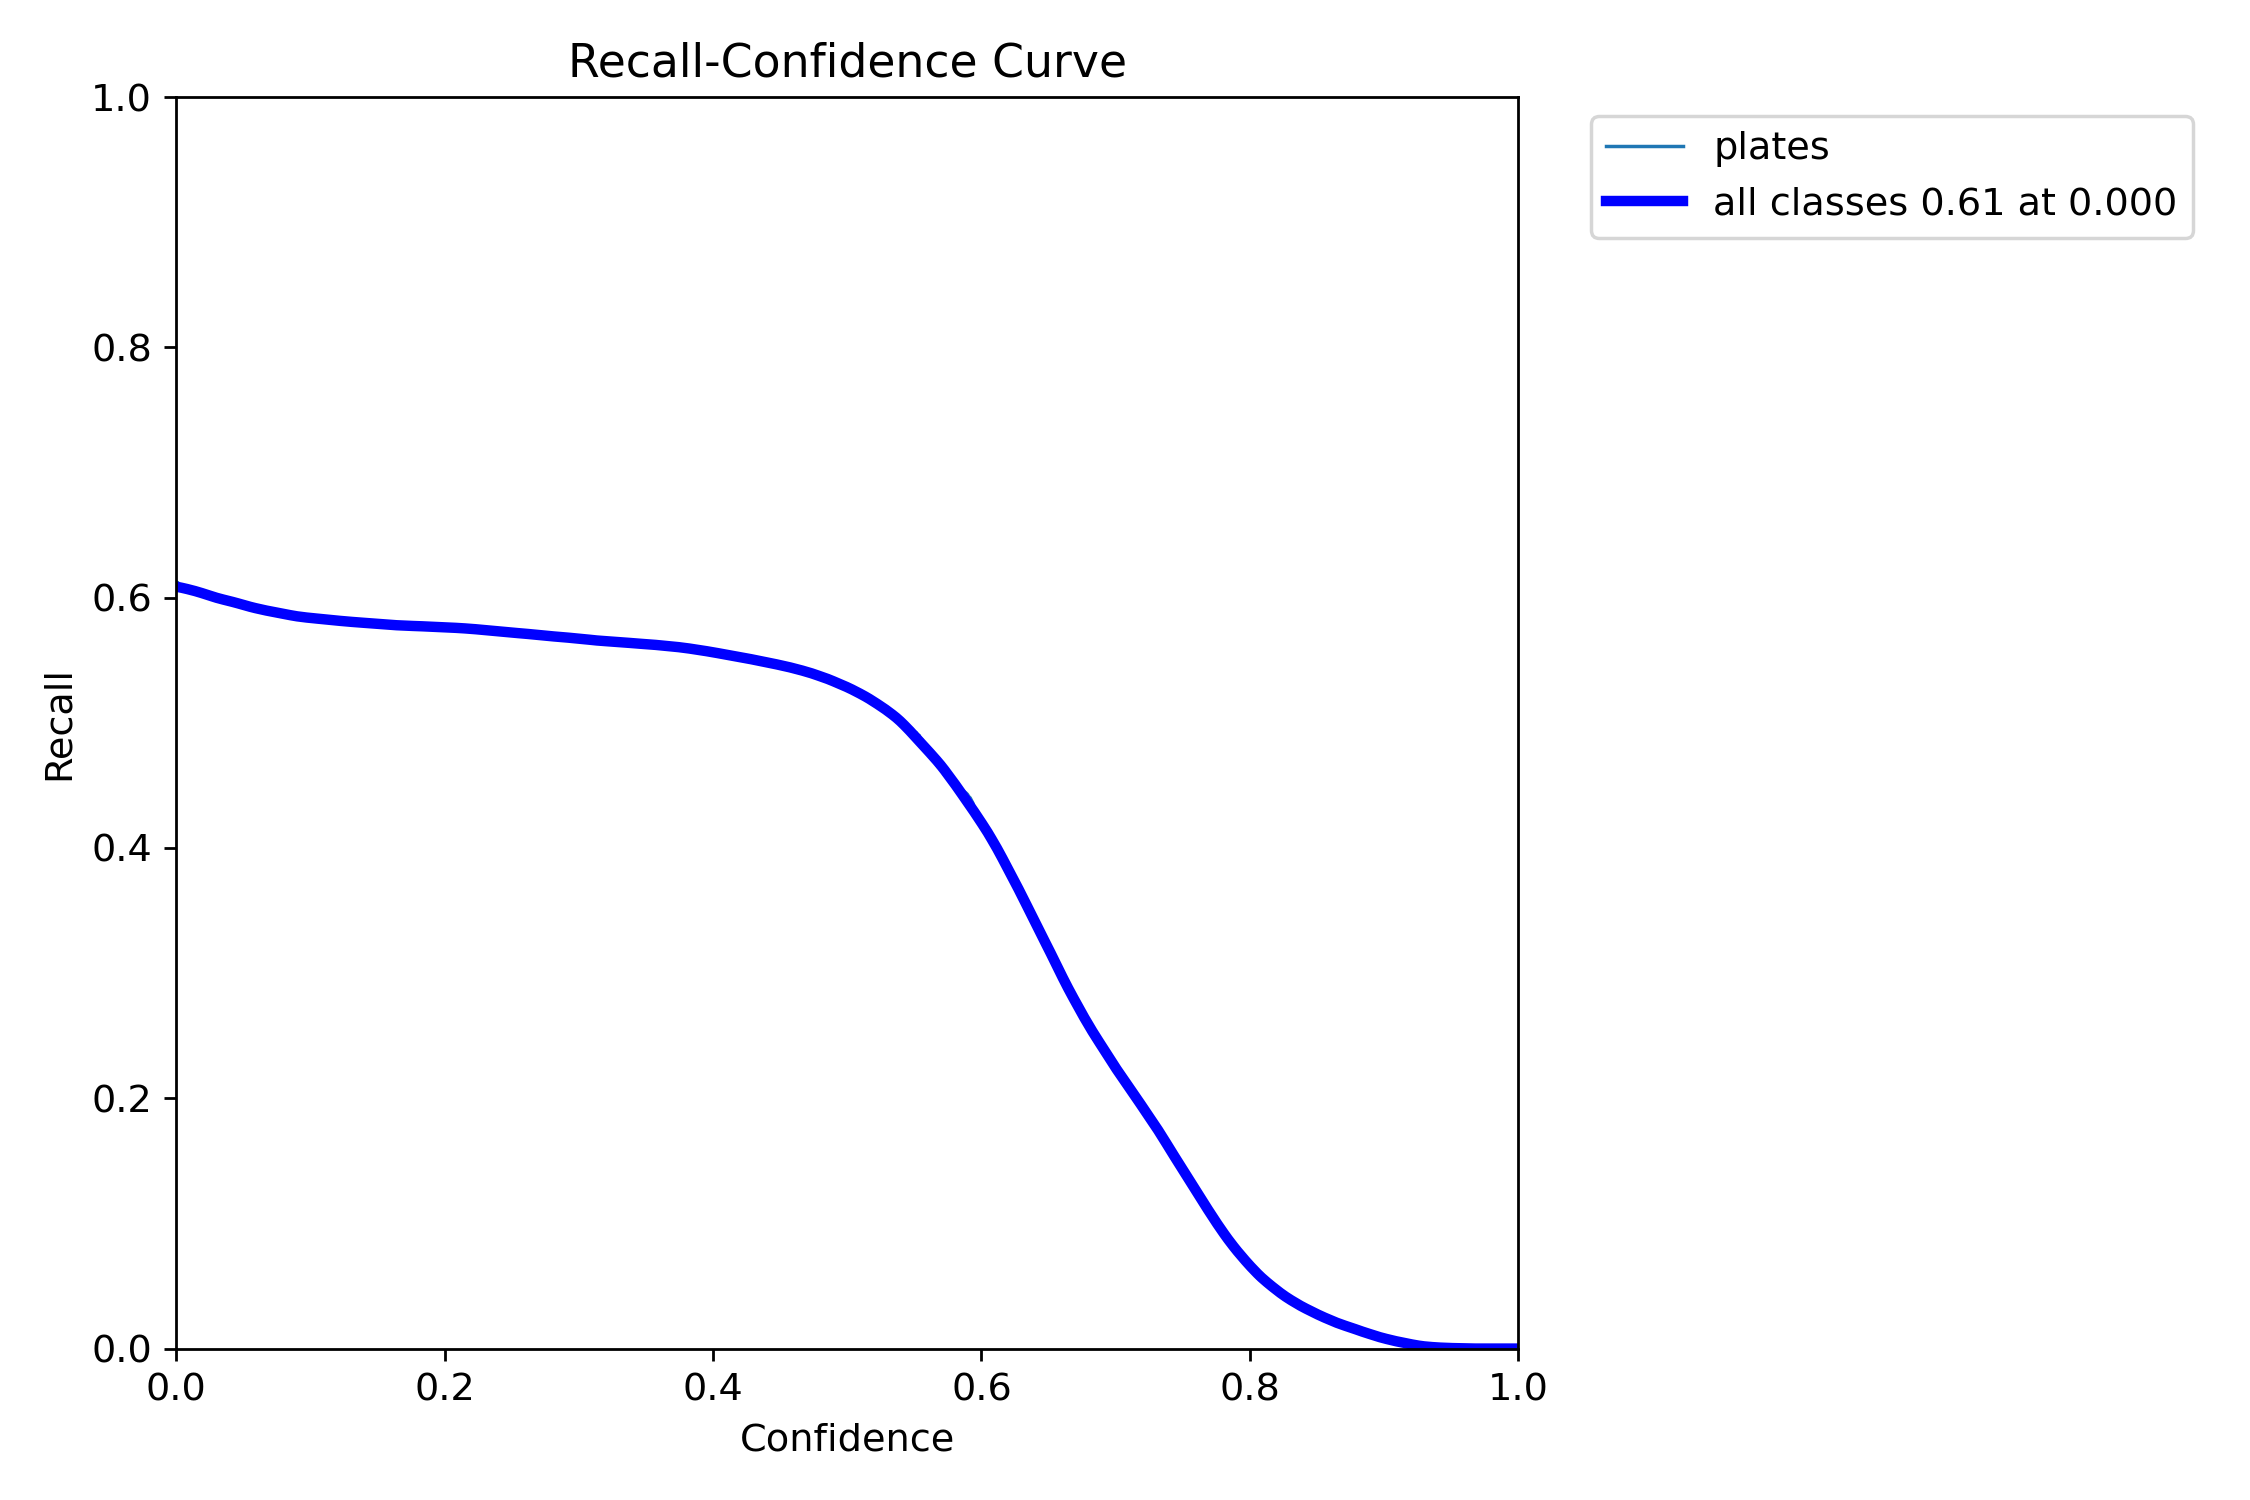 Recall-Confidence Curve
1.0
0.8
0.6
0.4
0.2
0.0
Recall
0.0 0.2 0.4 0.6 0.8 1.0
Confidence
plates
all classes 0.61 at 0.000